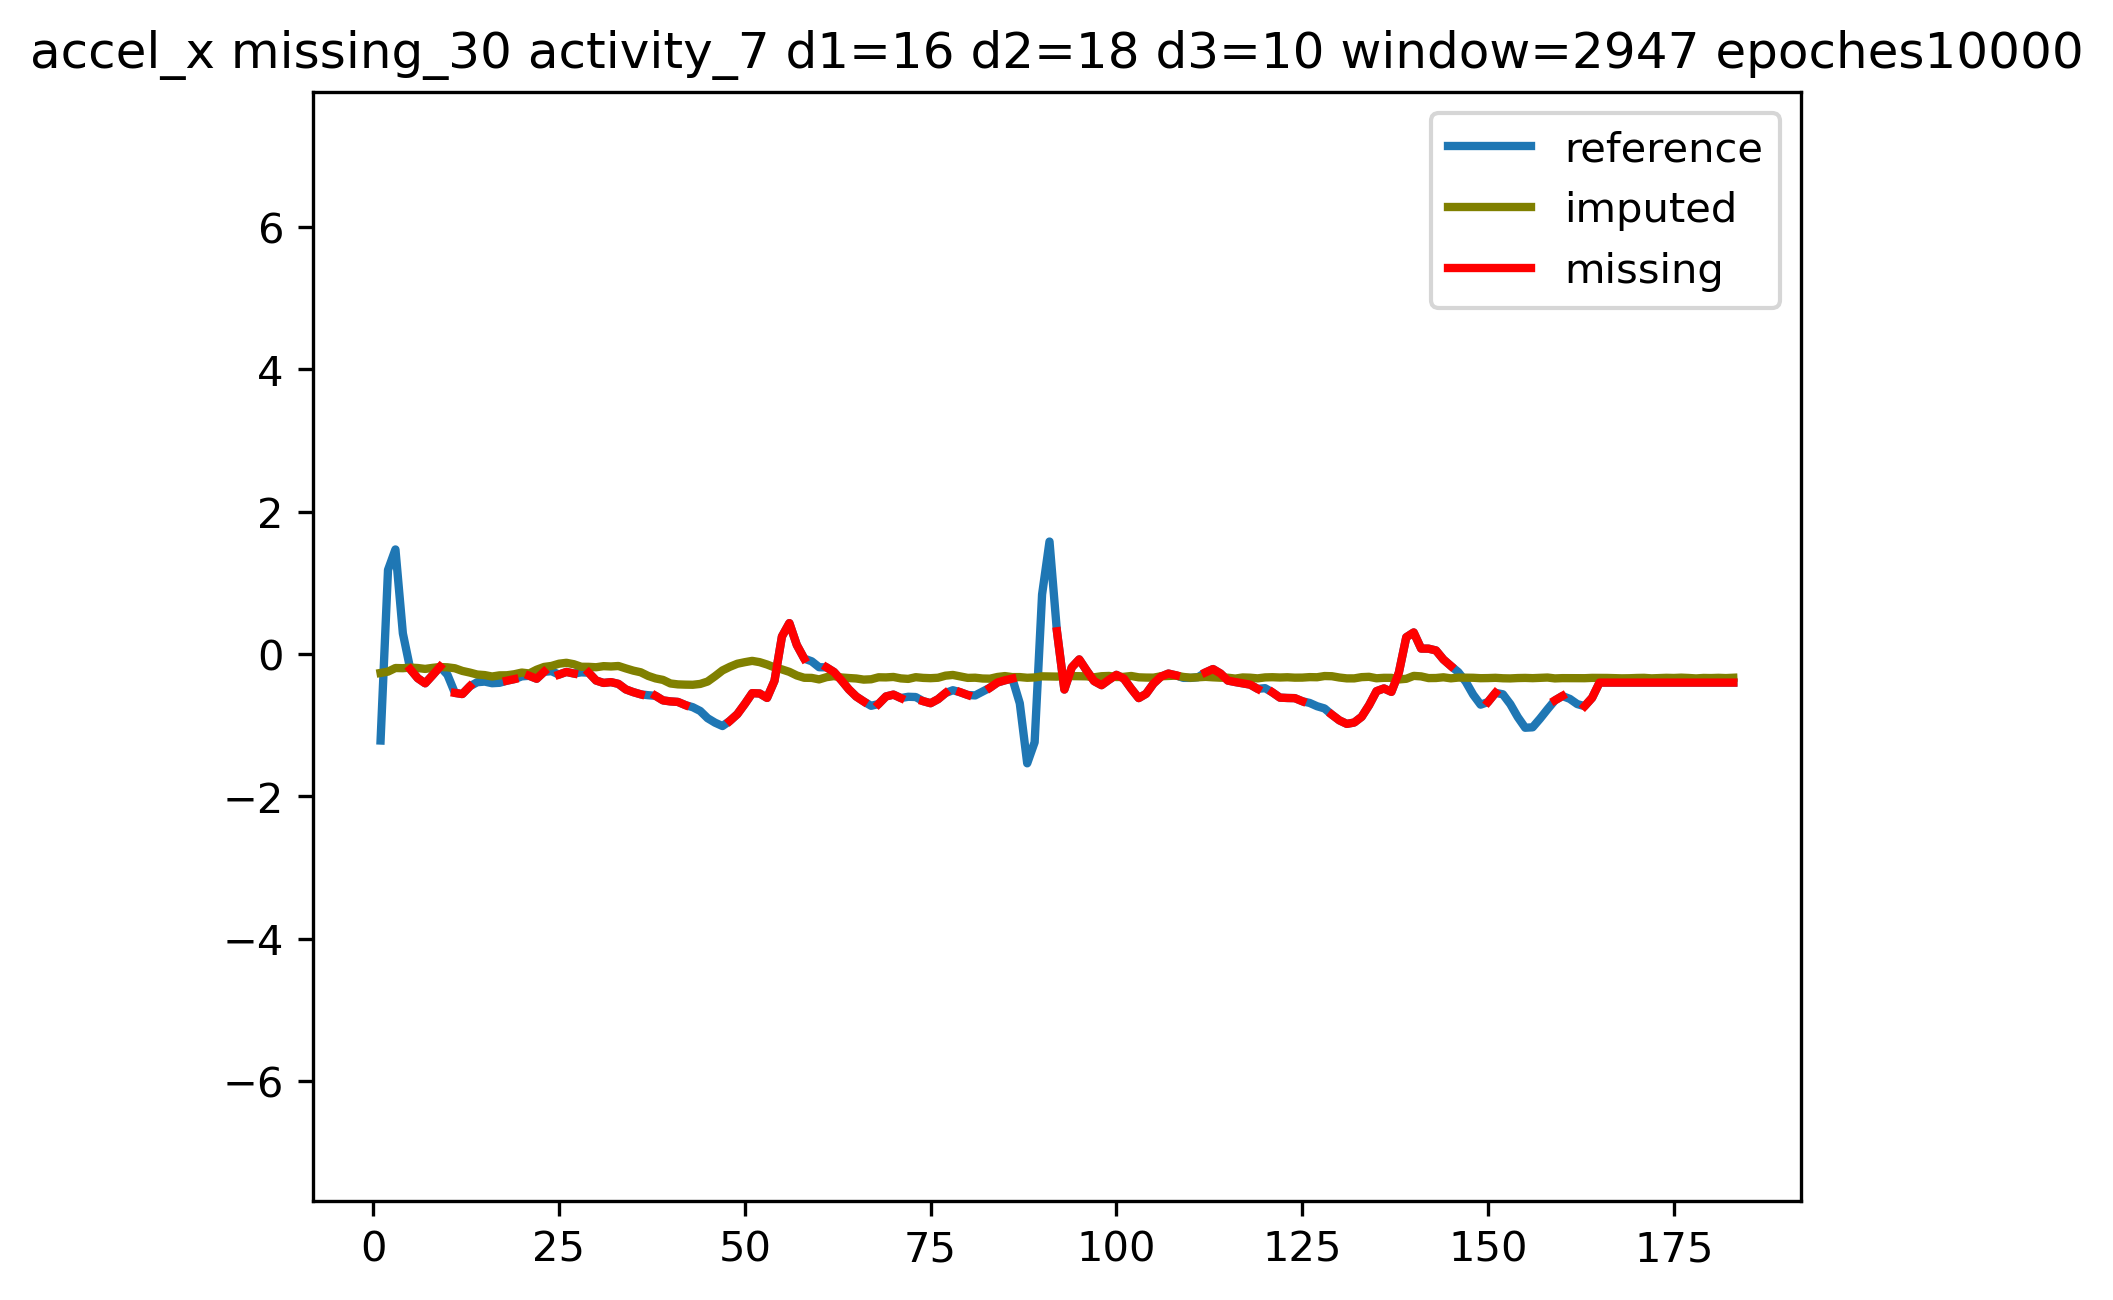 accel_x missing_30 activity_7 d1=16 d2=18 d3=10 window=2947 epoches10000
reference
imputed
missing
6
4
2
0
−2
−4
−6
0 25 50 75 100 125 150 175